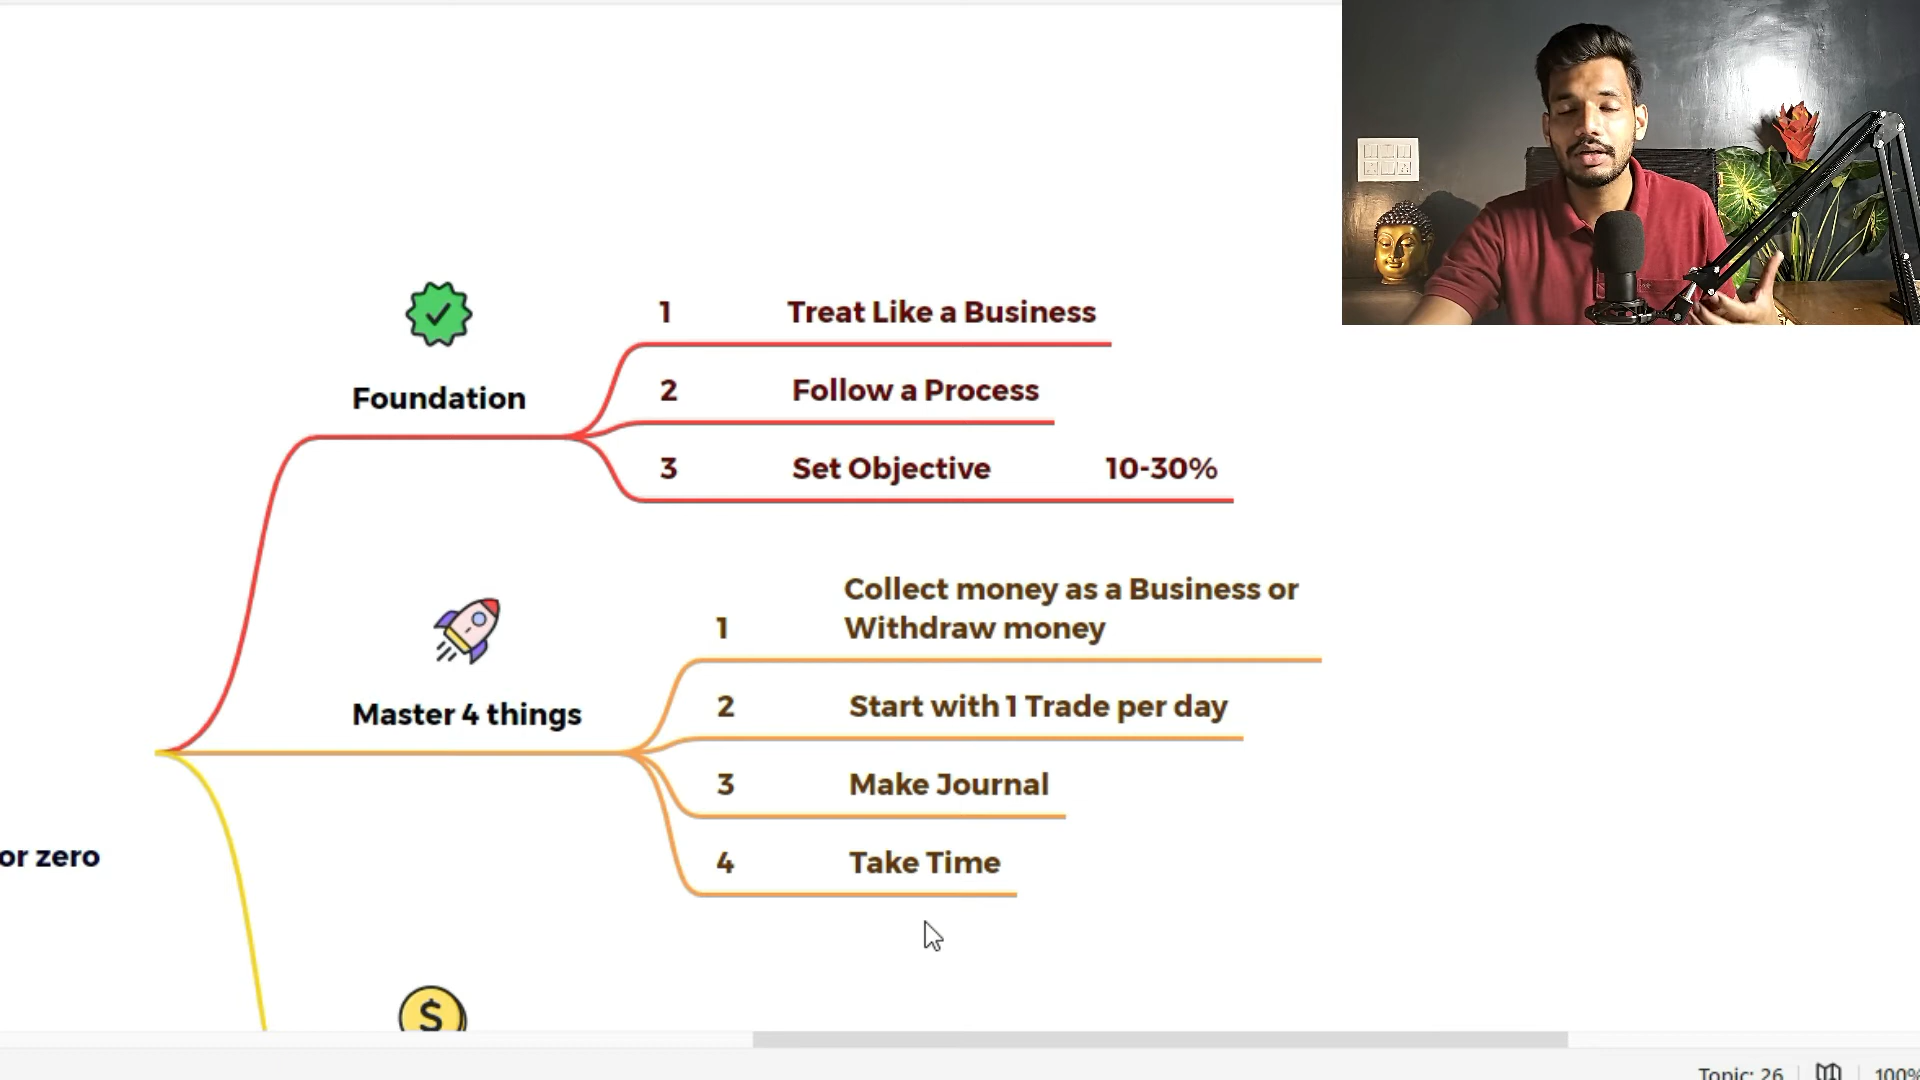 Foundation
1 Treat Like a Business
2 Follow a Process
3 Set Objective 10-30%
Master 4 things
1 Collect money as a Business or
Withdraw money
2 Start with 1 Trade per day
3 Make Journal
4 Take Time
or zero
$
Topic: 26
100%